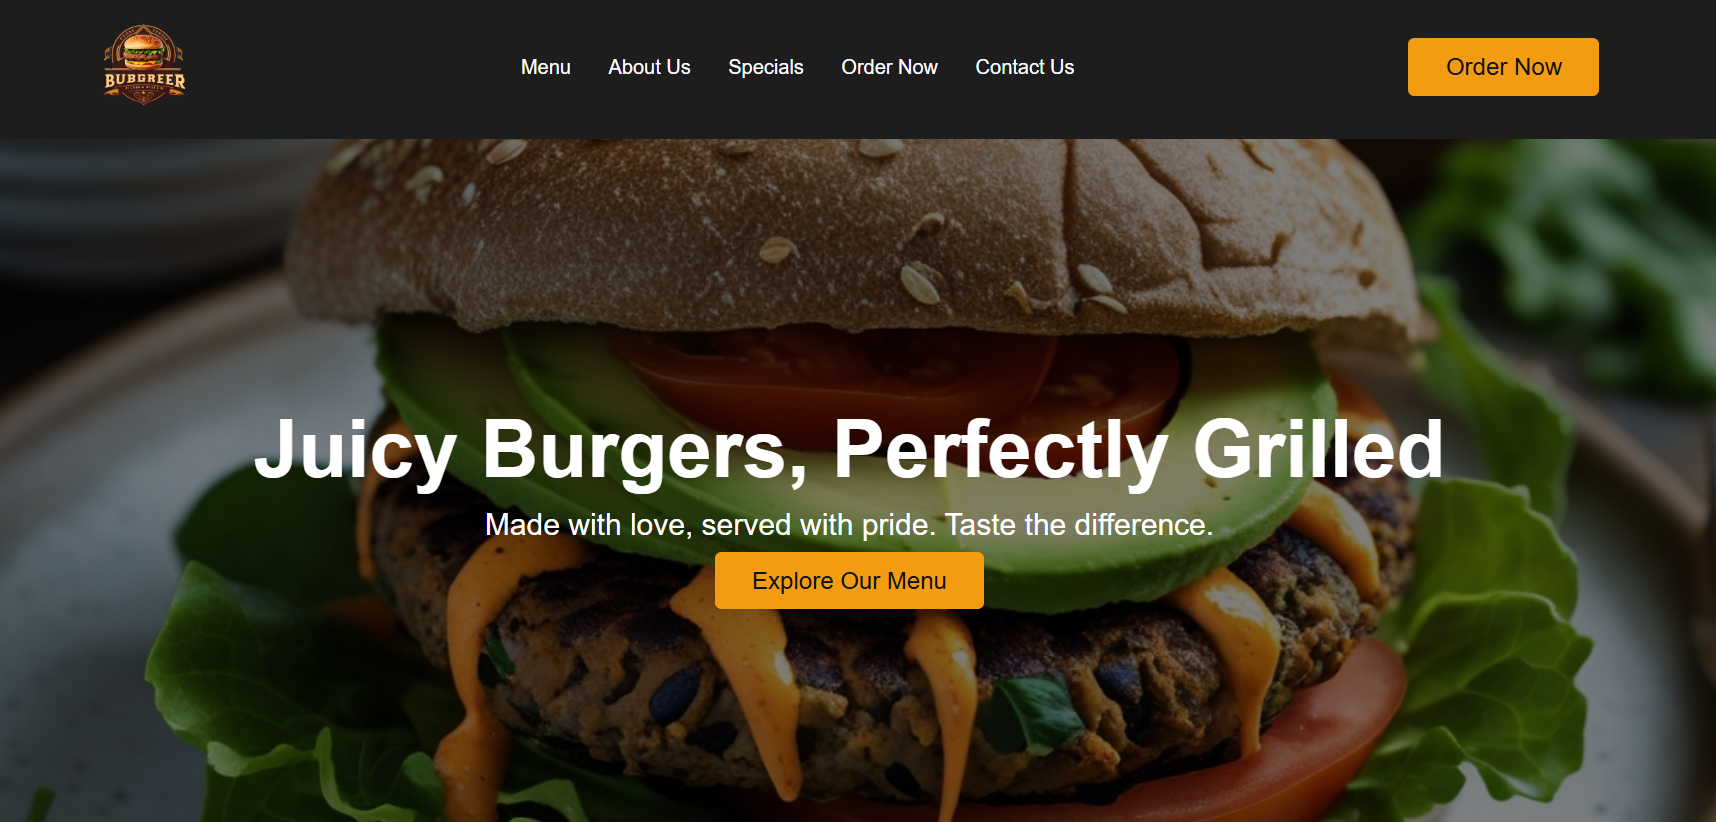 BUBGREER
Menu
About Us
Specials
Order Now
Contact Us
Order Now
Juicy Burgers, Perfectly Grilled
Made with love, served with pride. Taste the difference.
Explore Our Menu